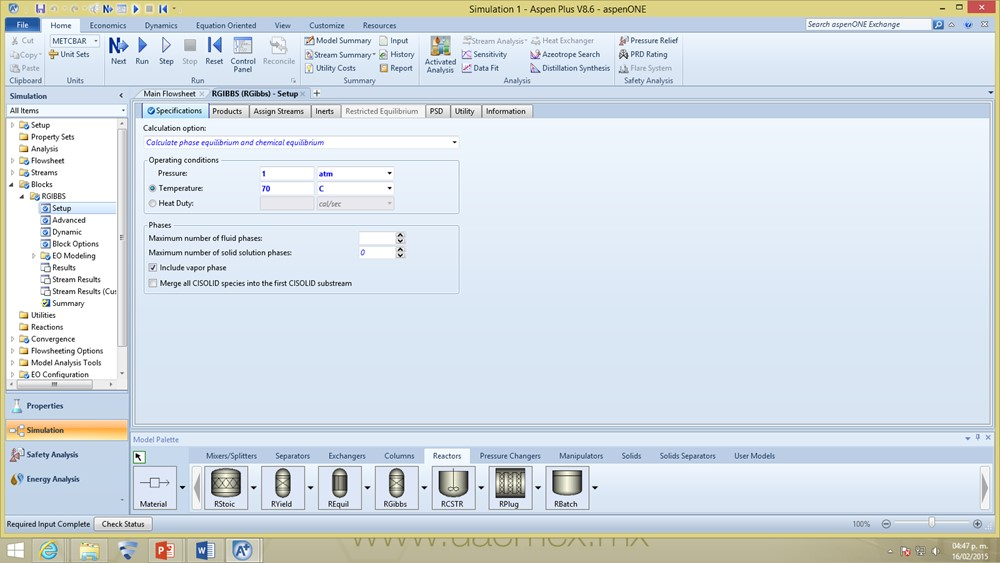 Simulation 1 - Aspen Plus V8.6 - aspenONE
File Home Economics Dynamics Equation Oriented View Customize Resources Search aspenONE Exchange
Cut METCBAR Model Summary Input Stream Analysis Heat Exchanger Pressure Relief
Copy Unit Sets Next Run Step Stop Reset Control Panel Reconcile Stream Summary History Activated Analysis Sensitivity Azeotrope Search PRD Rating
Paste Utility Costs Report Data Fit Distillation Synthesis Flare System
Clipboard Units Run Summary Analysis Safety Analysis
Simulation Main Flowsheet RGIBBS (RGibbs) - Setup
All Items Specifications Products Assign Streams Inerts Restricted Equilibrium PSD Utility Information
Setup
Property Sets
Analysis
Flowsheet
Streams
Blocks
RGIBBS
Setup
Advanced
Dynamic
Block Options
EO Modeling
Results
Stream Results
Stream Results (Cus
Summary
Utilities
Reactions
Convergence
Flowsheeting Options
Model Analysis Tools
EO Configuration
Calculation option:
Calculate phase equilibrium and chemical equilibrium
Operating conditions
Pressure: 1 atm
Temperature: 70 C
Heat Duty: cal/sec
Phases
Maximum number of fluid phases:
Maximum number of solid solution phases: 0
Include vapor phase
Merge all CISOLID species into the first CISOLID substream
Properties
Simulation
Safety Analysis
Energy Analysis
Model Palette
Mixers/Splitters Separators Exchangers Columns Reactors Pressure Changers Manipulators Solids Solids Separators User Models
Material RStoic RYield REquil RGibbs RCSTR RPlug RBatch
Required Input Complete Check Status 100%
04:47 p. m.
16/02/2015